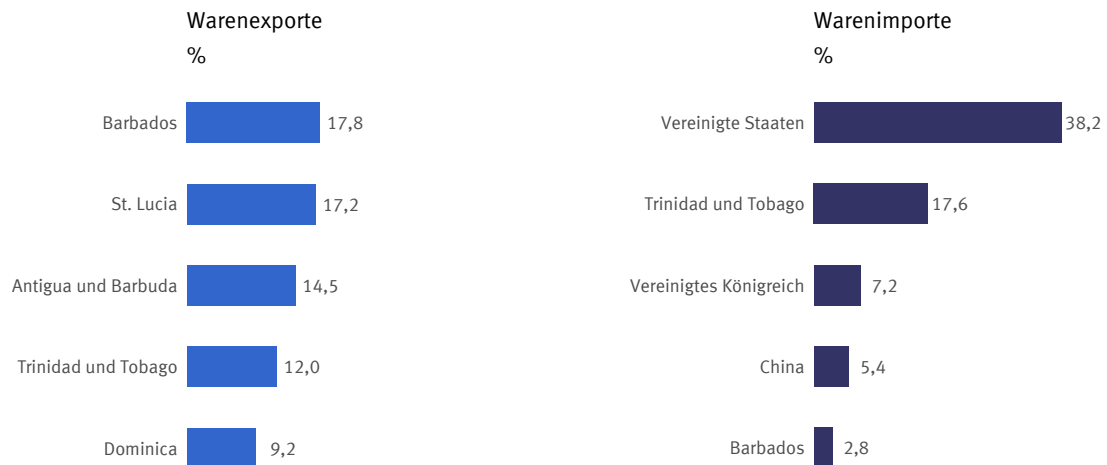 Warenexporte
%
Barbados 17,8
St. Lucia 17,2
Antigua und Barbuda 14,5
Trinidad und Tobago 12,0
Dominica 9,2
Warenimporte
%
Vereinigte Staaten 38,2
Trinidad und Tobago 17,6
Vereinigtes Königreich 7,2
China 5,4
Barbados 2,8